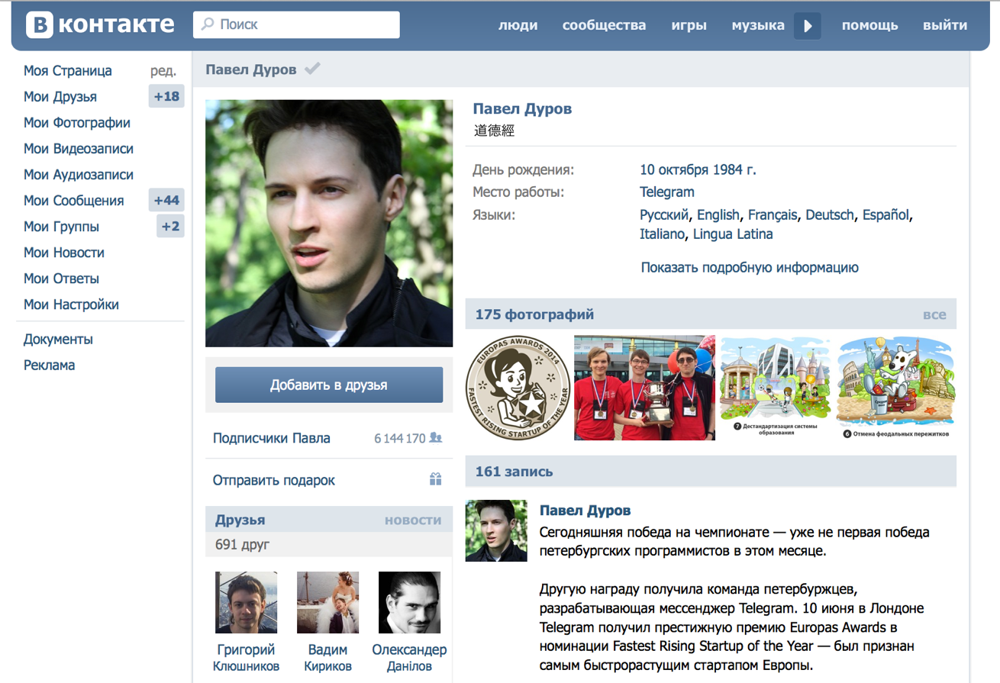 В контакте
Поиск
люди сообщества игры музыка помощь выйти
Моя Страница ред.
Мои Друзья +18
Мои Фотографии
Мои Видеозаписи
Мои Аудиозаписи
Мои Сообщения +44
Мои Группы +2
Мои Новости
Мои Ответы
Мои Настройки
Документы
Реклама
Павел Дуров
Добавить в друзья
Подписчики Павла 6 144 170
Отправить подарок
Друзья новости
691 друг
Григорий
Клюшников
Вадим
Кириков
Олександер
Данілов
Павел Дуров
道德經
День рождения: 10 октября 1984 г.
Место работы: Telegram
Языки: Русский, English, Français, Deutsch, Español,
Italiano, Lingua Latina
Показать подробную информацию
175 фотографий все
EUROPAS AWARDS 2014
FASTEST RISING STARTUP OF THE YEAR
7 Дестандартизация системы
образования
6 Отмена феодальных пережитков
161 запись
Павел Дуров
Сегодняшняя победа на чемпионате — уже не первая победа
петербургских программистов в этом месяце.
Другую награду получила команда петербуржцев,
разрабатывающая мессенджер Telegram. 10 июня в Лондоне
Telegram получил престижную премию Europas Awards в
номинации Fastest Rising Startup of the Year — был признан
самым быстрорастущим стартапом Европы.